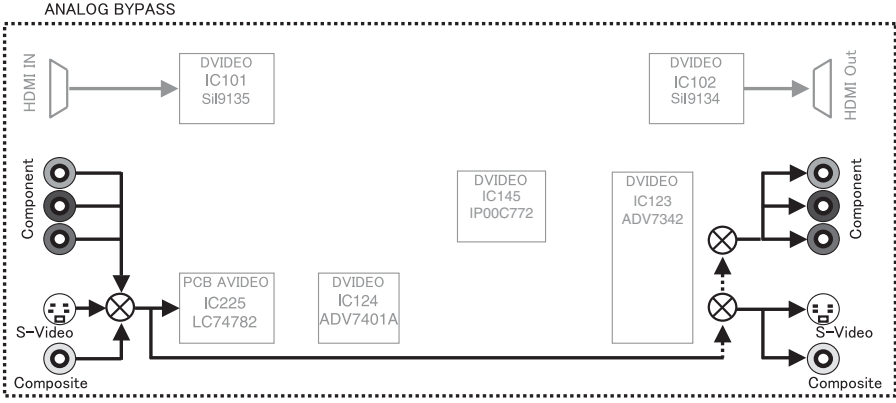 ANALOG BYPASS
HDMI IN
DVIDEO
IC101
SiI9135
DVIDEO
IC102
SiI9134
HDMI Out
Component
DVIDEO
IC145
IP00C772
DVIDEO
IC123
ADV7342
Component
PCB AVIDEO
IC225
LC74782
DVIDEO
IC124
ADV7401A
S-Video
S-Video
Composite
Composite